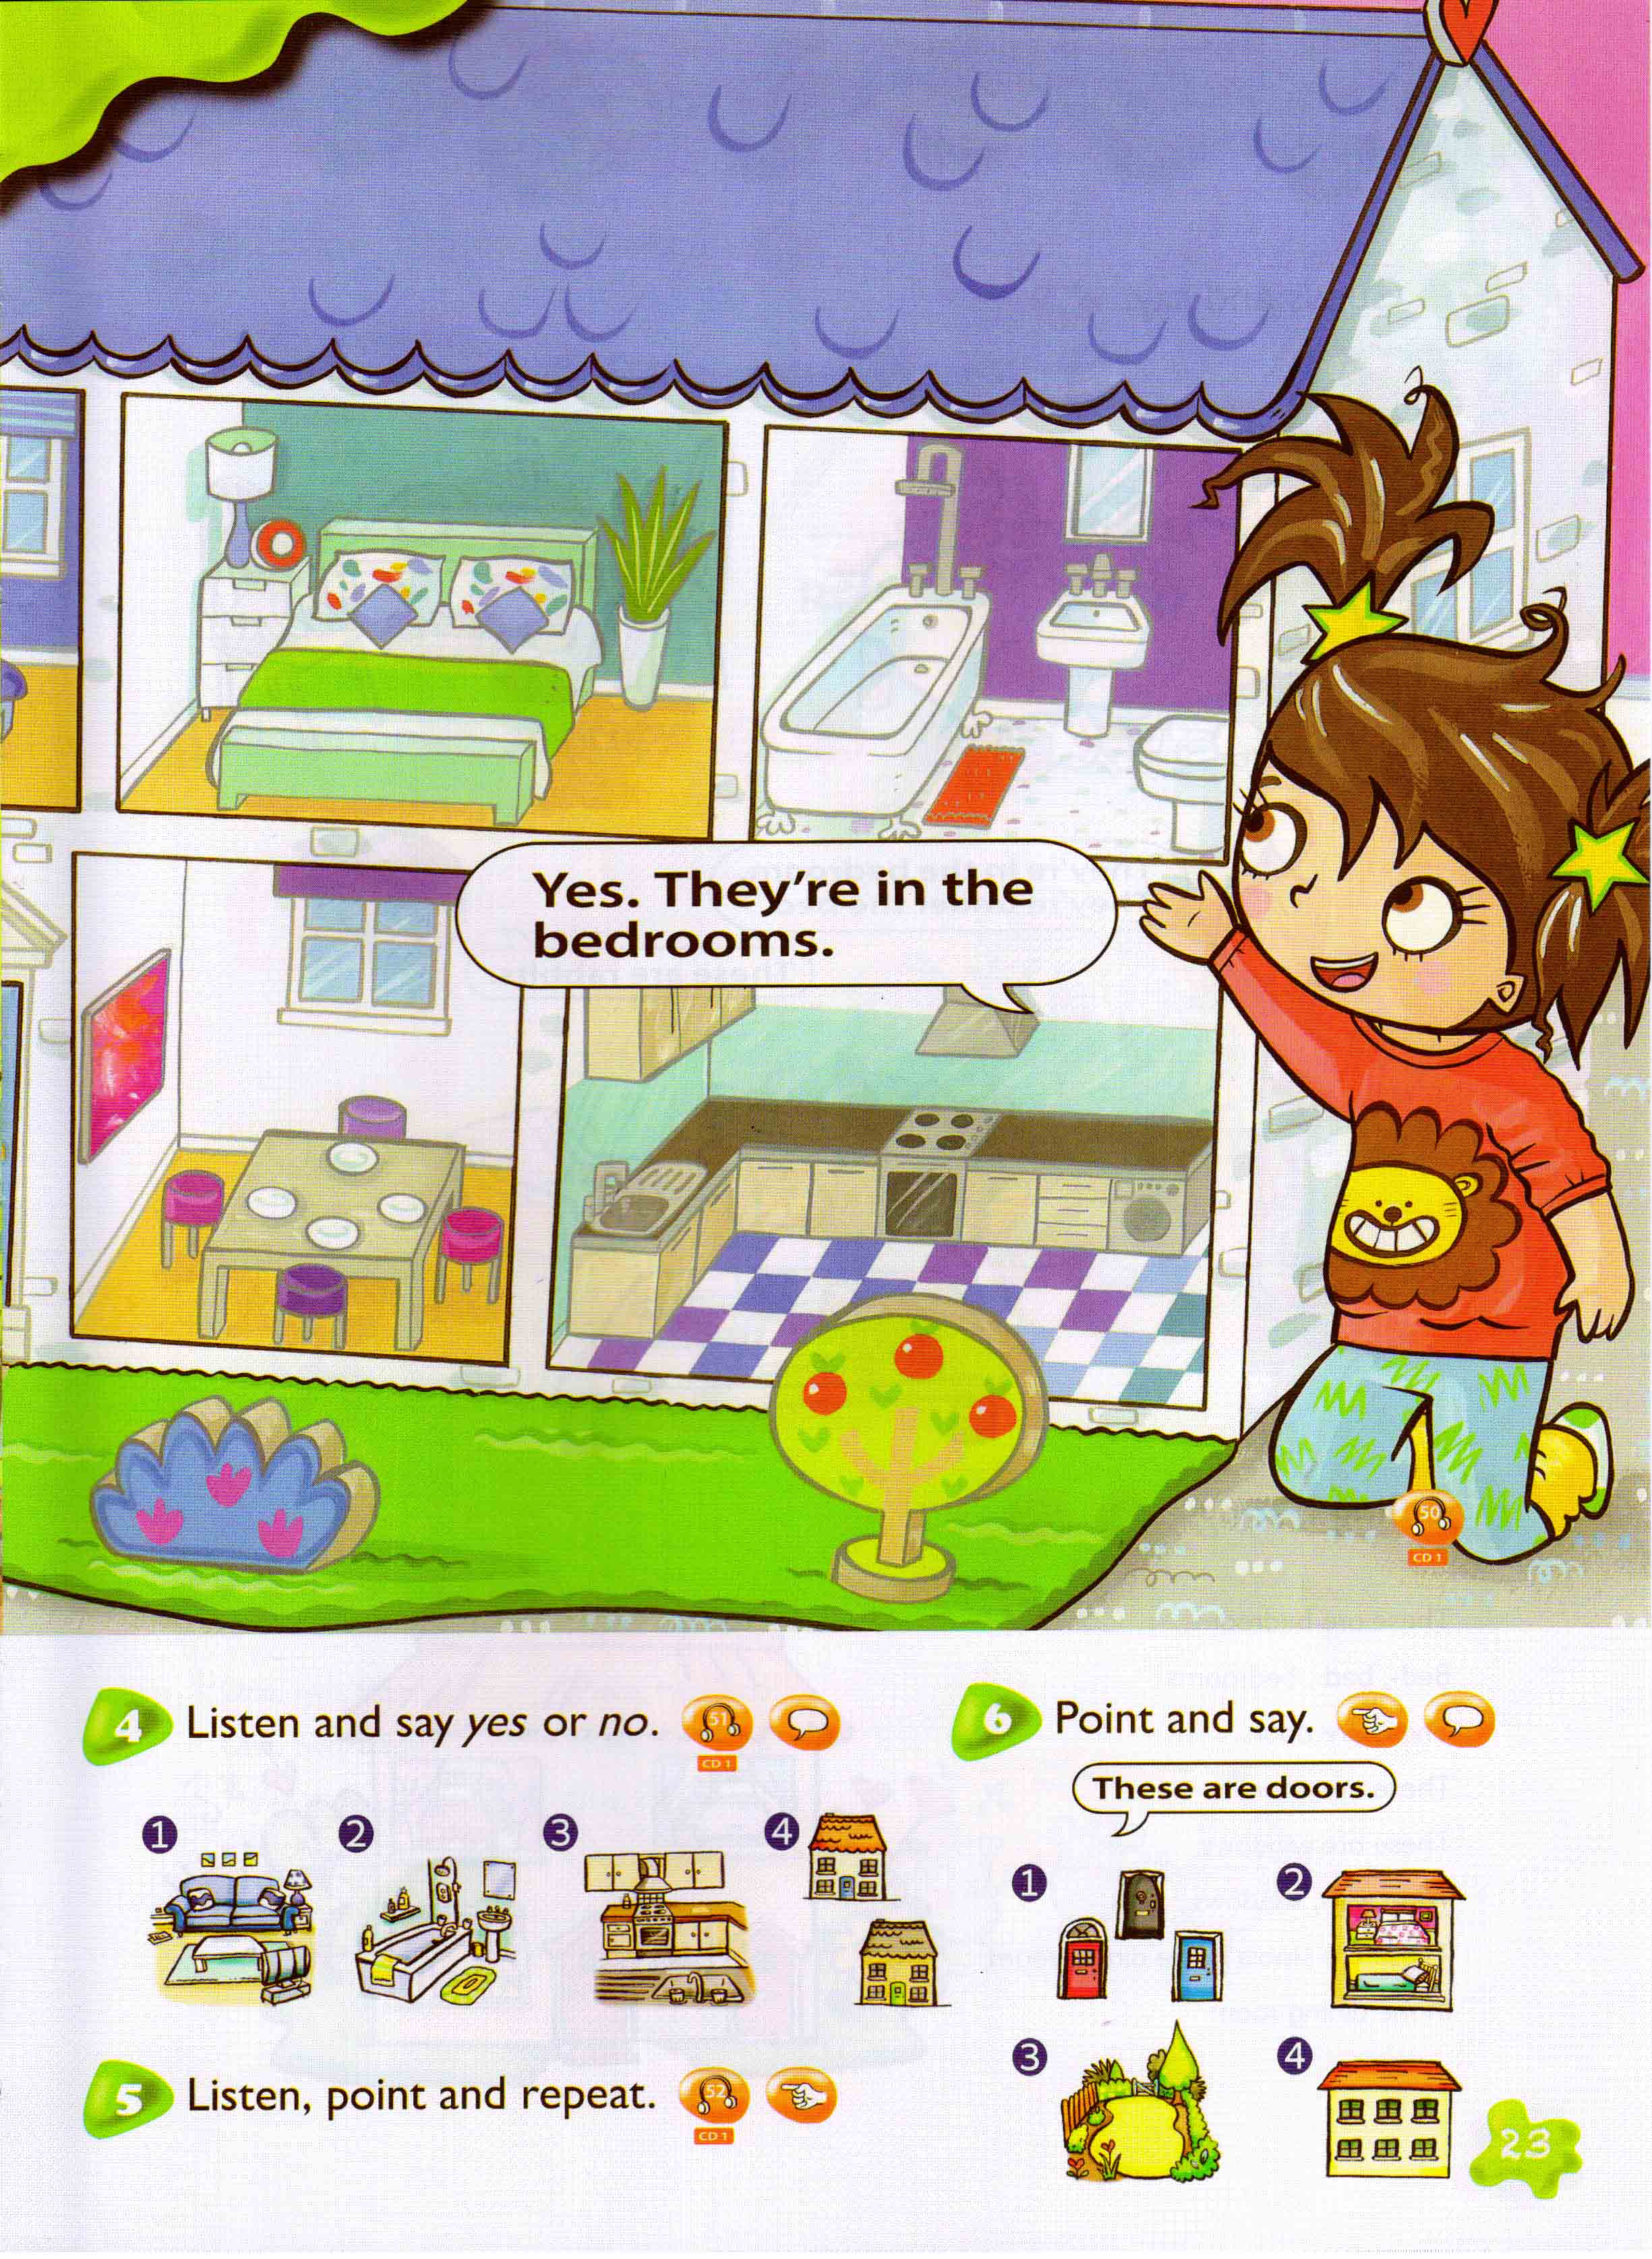 Yes. They're in the
bedrooms.
50
CD 1
4 Listen and say yes or no.
51
CD 1
1
2
3
4
5 Listen, point and repeat.
52
CD 1
6 Point and say.
These are doors.
1
2
3
4
23